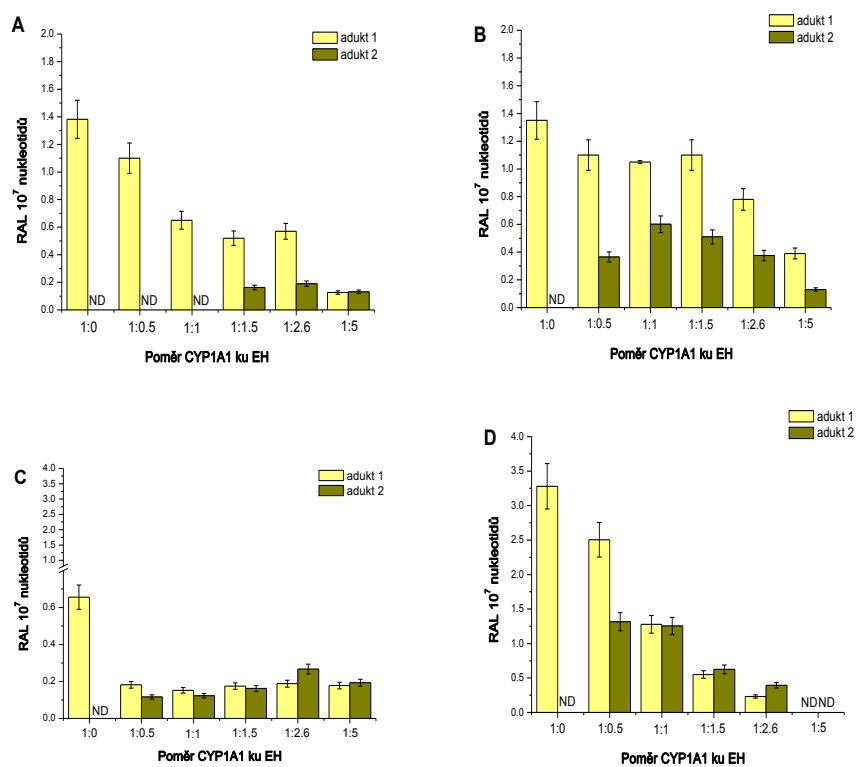 A
adukt 1
adukt 2
2.0
1.8
1.6
1.4
1.2
1.0
0.8
0.6
0.4
0.2
0.0
RAL 10⁷ nukleotidů
ND
ND
ND
1:0
1:0.5
1:1
1:1.5
1:2.6
1:5
Poměr CYP1A1 ku EH
B
adukt 1
adukt 2
2.0
1.8
1.6
1.4
1.2
1.0
0.8
0.6
0.4
0.2
0.0
RAL 10⁷ nukleotidů
ND
1:0
1:0.5
1:1
1:1.5
1:2.6
1:5
Poměr CYP1A1 ku EH
C
adukt 1
adukt 2
4.0
3.5
3.0
2.5
2.0
1.5
1.0
0.6
0.4
0.2
0.0
RAL 10⁷ nukleotidů
ND
1:0
1:0.5
1:1
1:1.5
1:2.6
1:5
Poměr CYP1A1 ku EH
D
adukt 1
adukt 2
4.0
3.5
3.0
2.5
2.0
1.5
1.0
0.5
0.0
RAL 10⁷ nukleotidů
ND
NDND
1:0
1:0.5
1:1
1:1.5
1:2.6
1:5
Poměr CYP1A1 ku EH